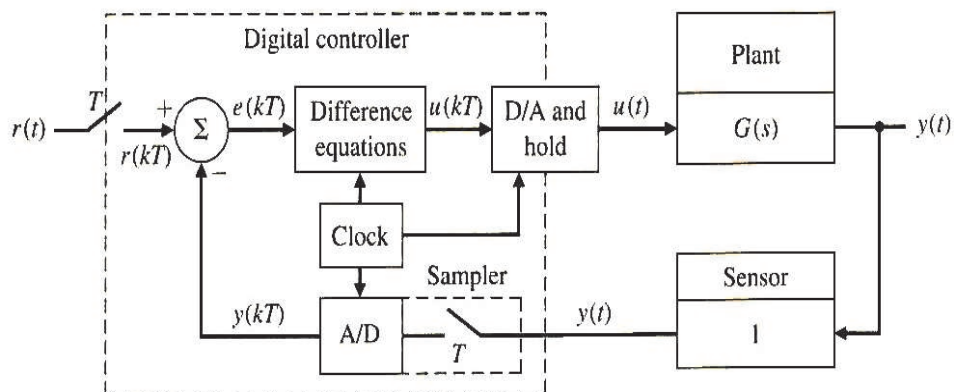 Digital controller
Plant
G(s)
T
r(t)
r(kT)
+
Σ
−
e(kT)
Difference
equations
u(kT)
D/A and
hold
u(t)
y(t)
Clock
Sampler
y(kT)
A/D
T
y(t)
Sensor
1